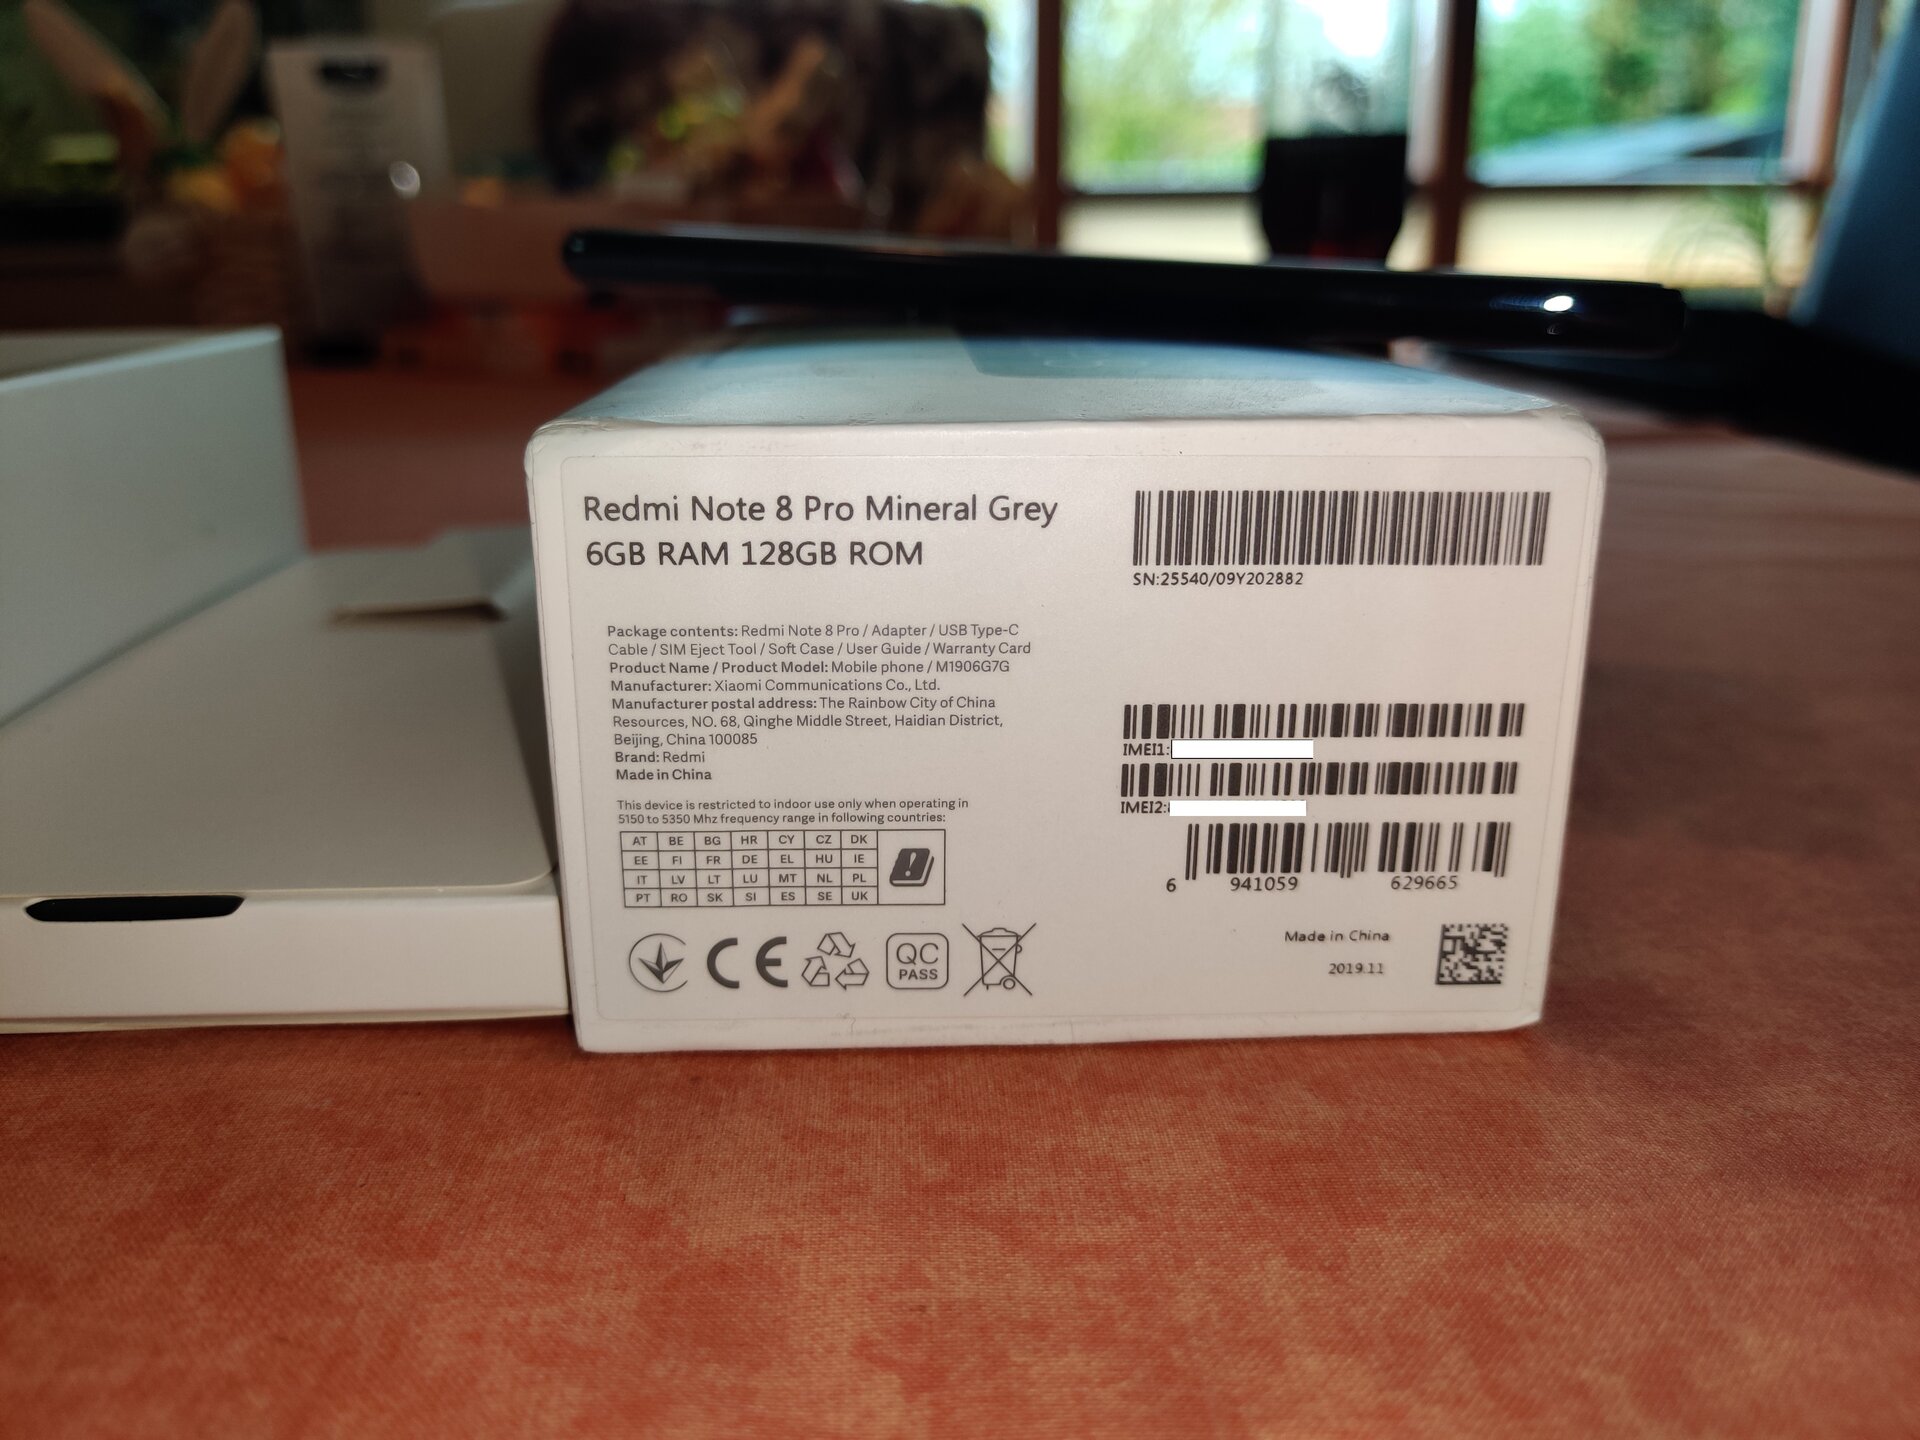 Redmi Note 8 Pro Mineral Grey
6GB RAM 128GB ROM
SN:25540/09Y202882
Package contents: Redmi Note 8 Pro / Adapter / USB Type-C
Cable / SIM Eject Tool / Soft Case / User Guide / Warranty Card
Product Name / Product Model: Mobile phone / M1906G7G
Manufacturer: Xiaomi Communications Co., Ltd.
Manufacturer postal address: The Rainbow City of China
Resources, NO. 68, Qinghe Middle Street, Haidian District,
Beijing, China 100085
Brand: Redmi
Made in China
IMEI1:
IMEI2:
6 941059 629665
This device is restricted to indoor use only when operating in
5150 to 5350 Mhz frequency range in following countries:
AT BE BG HR CY CZ DK
EE FI FR DE EL HU IE
IT LV LT LU MT NL PL
PT RO SK SI ES SE UK
CE
QC
PASS
Made in China
2019.11